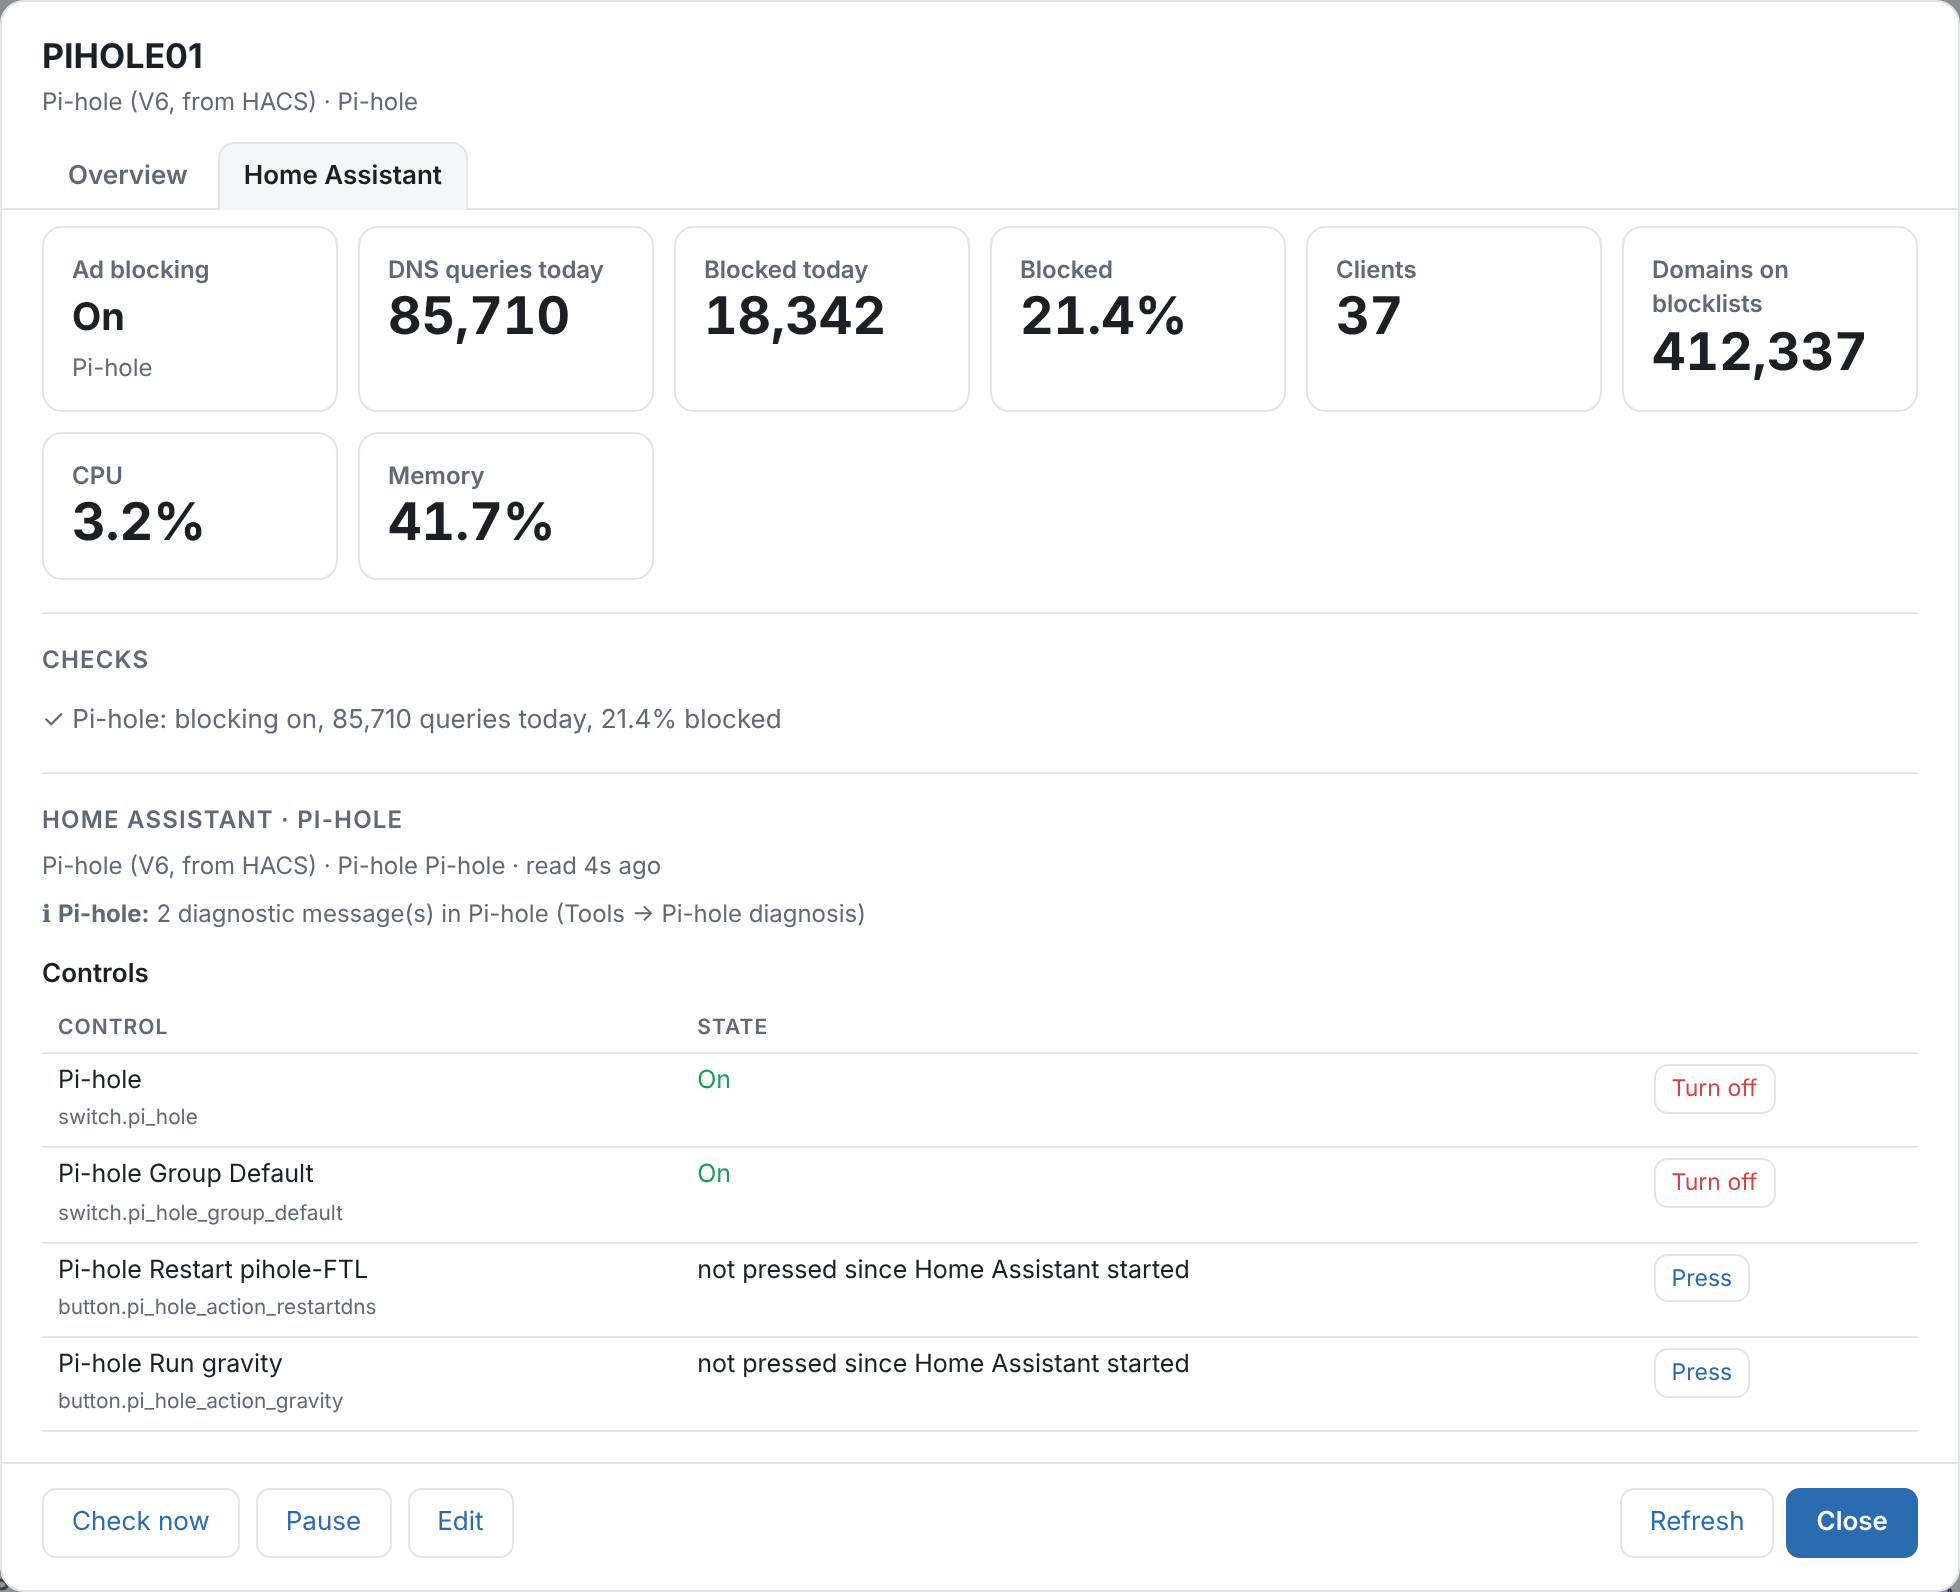 PIHOLE01
Pi-hole (V6, from HACS) · Pi-hole
Overview
Home Assistant
Ad blocking
On
Pi-hole
DNS queries today
85,710
Blocked today
18,342
Blocked
21.4%
Clients
37
Domains on
blocklists
412,337
CPU
3.2%
Memory
41.7%
CHECKS
✓ Pi-hole: blocking on, 85,710 queries today, 21.4% blocked
HOME ASSISTANT · PI-HOLE
Pi-hole (V6, from HACS) · Pi-hole Pi-hole · read 4s ago
ℹ Pi-hole: 2 diagnostic message(s) in Pi-hole (Tools → Pi-hole diagnosis)
Controls
CONTROL STATE
Pi-hole On Turn off
switch.pi_hole
Pi-hole Group Default On Turn off
switch.pi_hole_group_default
Pi-hole Restart pihole-FTL not pressed since Home Assistant started Press
button.pi_hole_action_restartdns
Pi-hole Run gravity not pressed since Home Assistant started Press
button.pi_hole_action_gravity
Check now Pause Edit Refresh Close